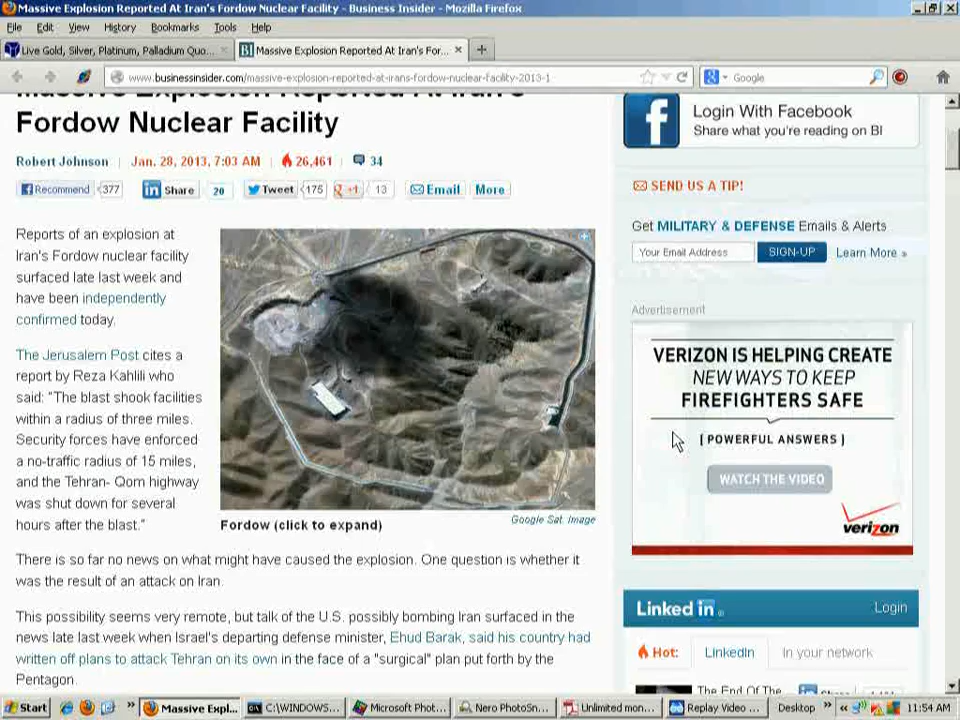 Massive Explosion Reported At Iran's Fordow Nuclear Facility - Business Insider - Mozilla Firefox
File Edit View History Bookmarks Tools Help
Live Gold, Silver, Platinum, Palladium Quo...
Massive Explosion Reported At Iran's For...
www.businessinsider.com/massive-explosion-reported-at-irans-fordow-nuclear-facility-2013-1
Google
Massive Explosion Reported At Iran's
Fordow Nuclear Facility
Robert Johnson | Jan. 28, 2013, 7:03 AM | 26,461 | 34
Recommend 377 Share 20 Tweet 175 +1 13 Email More
Reports of an explosion at
Iran's Fordow nuclear facility
surfaced late last week and
have been independently
confirmed today.
The Jerusalem Post cites a
report by Reza Kahlili who
said: "The blast shook facilities
within a radius of three miles.
Security forces have enforced
a no-traffic radius of 15 miles,
and the Tehran- Qom highway
was shut down for several
hours after the blast."
Fordow (click to expand)
Google Sat. Image
There is so far no news on what might have caused the explosion. One question is whether it
was the result of an attack on Iran.
This possibility seems very remote, but talk of the U.S. possibly bombing Iran surfaced in the
news late last week when Israel's departing defense minister, Ehud Barak, said his country had
written off plans to attack Tehran on its own in the face of a "surgical" plan put forth by the
Pentagon.
Login With Facebook
Share what you're reading on BI
SEND US A TIP!
Get MILITARY & DEFENSE Emails & Alerts
Your Email Address SIGN-UP Learn More »
Advertisement
VERIZON IS HELPING CREATE
NEW WAYS TO KEEP
FIREFIGHTERS SAFE
[ POWERFUL ANSWERS ]
WATCH THE VIDEO
verizon
Linked in Login
Hot: LinkedIn In your network
The End Of The
Start Massive Expl... C:\WINDOWS... Microsoft Phot... Nero PhotoSn... Unlimited mon... Replay Video ... Desktop 11:54 AM